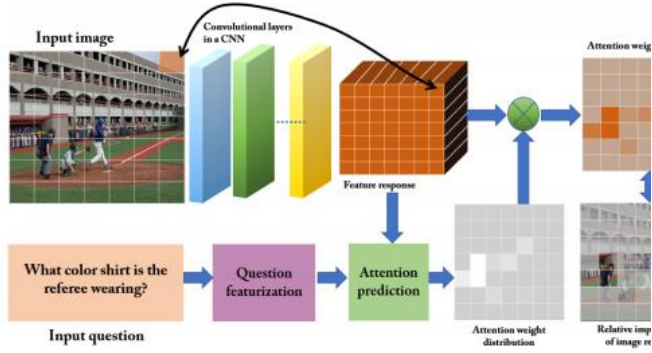 Input image
Convolutional layers
in a CNN
Attention weig
Feature response
What color shirt is the
referee wearing?
Question
featurization
Attention
prediction
Input question
Attention weight
distribution
Relative imp
of image re